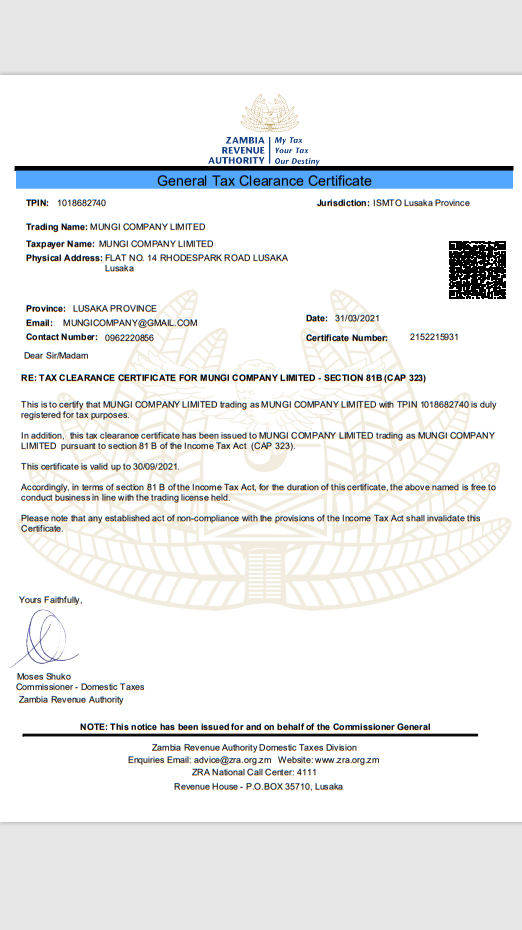 ZAMBIA
REVENUE
AUTHORITY
My Tax
Your Tax
Our Destiny
General Tax Clearance Certificate
TPIN: 1018682740 Jurisdiction: ISMTO Lusaka Province
Trading Name: MUNGI COMPANY LIMITED
Taxpayer Name: MUNGI COMPANY LIMITED
Physical Address: FLAT NO. 14 RHODESPARK ROAD LUSAKA
Lusaka
Province: LUSAKA PROVINCE
Email: MUNGICOMPANY@GMAIL.COM
Contact Number: 0962220856
Date: 31/03/2021
Certificate Number: 2152215931
Dear Sir/Madam
RE: TAX CLEARANCE CERTIFICATE FOR MUNGI COMPANY LIMITED - SECTION 81B (CAP 323)
This is to certify that MUNGI COMPANY LIMITED trading as MUNGI COMPANY LIMITED with TPIN 1018682740 is duly
registered for tax purposes.
In addition, this tax clearance certificate has been issued to MUNGI COMPANY LIMITED trading as MUNGI COMPANY
LIMITED pursuant to section 81 B of the Income Tax Act (CAP 323).
This certificate is valid up to 30/09/2021.
Accordingly, in terms of section 81 B of the Income Tax Act, for the duration of this certificate, the above named is free to
conduct business in line with the trading license held.
Please note that any established act of non-compliance with the provisions of the Income Tax Act shall invalidate this
Certificate.
Yours Faithfully,
Moses Shuko
Commissioner - Domestic Taxes
Zambia Revenue Authority
NOTE: This notice has been issued for and on behalf of the Commissioner General
Zambia Revenue Authority Domestic Taxes Division
Enquiries Email: advice@zra.org.zm Website: www.zra.org.zm
ZRA National Call Center: 4111
Revenue House - P.O.BOX 35710, Lusaka